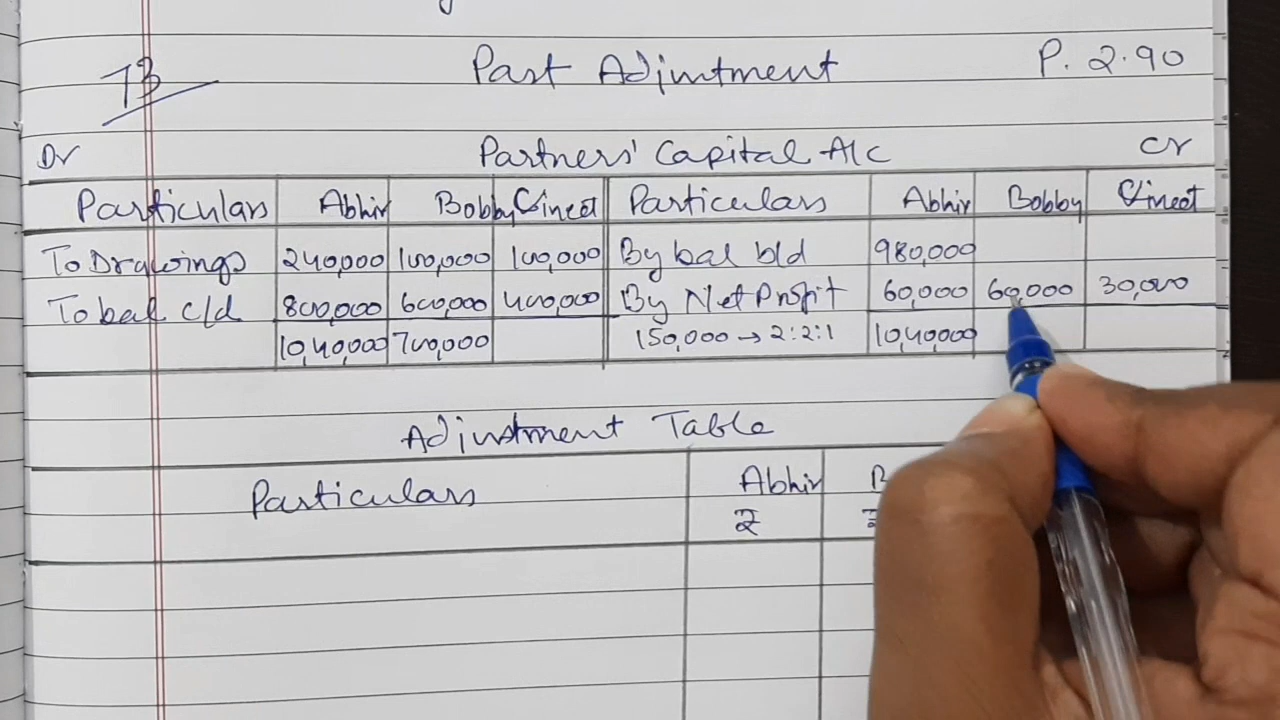 73 Past Adjustment P. 2.90
Dr Partners' Capital A/C Cr
Particulars Abhir Bobby Vineet Particulars Abhir Bobby Vineet
To Drawings 240,000 100,000 100,000 By bal b/d 980,000
To bal c/d 800,000 600,000 400,000 By Net Profit 60,000 60,000 30,000
10,40,000 700,000 150,000 → 2:2:1 10,40,000
Adjustment Table
Particulars Abhir B
₹ ₹